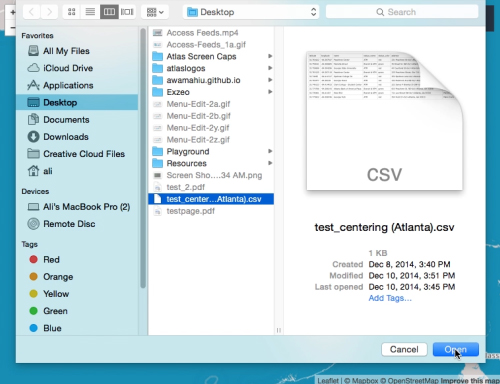 Desktop
Search
Favorites
All My Files
iCloud Drive
Applications
Desktop
Documents
Downloads
Creative Cloud Files
ali
Devices
Ali's MacBook Pro (2)
Remote Disc
Tags
Red
Orange
Yellow
Green
Blue
Access Feeds.mp4
Access-Feeds_1a.gif
Atlas Screen Caps
atlaslogos
awamahiu.github.io
Exzeo
Menu-Edit-2a.gif
Menu-Edit-2b.gif
Menu-Edit-2y.gif
Menu-Edit-2z.gif
Playground
Resources
Screen Sho....34 AM.png
test_2.pdf
test_center...Atlanta).csv
testpage.pdf
CSV
test_centering (Atlanta).csv
1 KB
Created Dec 8, 2014, 3:40 PM
Modified Dec 10, 2014, 3:51 PM
Last opened Dec 10, 2014, 3:45 PM
Add Tags...
Cancel
Open
Leaflet | © Mapbox © OpenStreetMap Improve this map